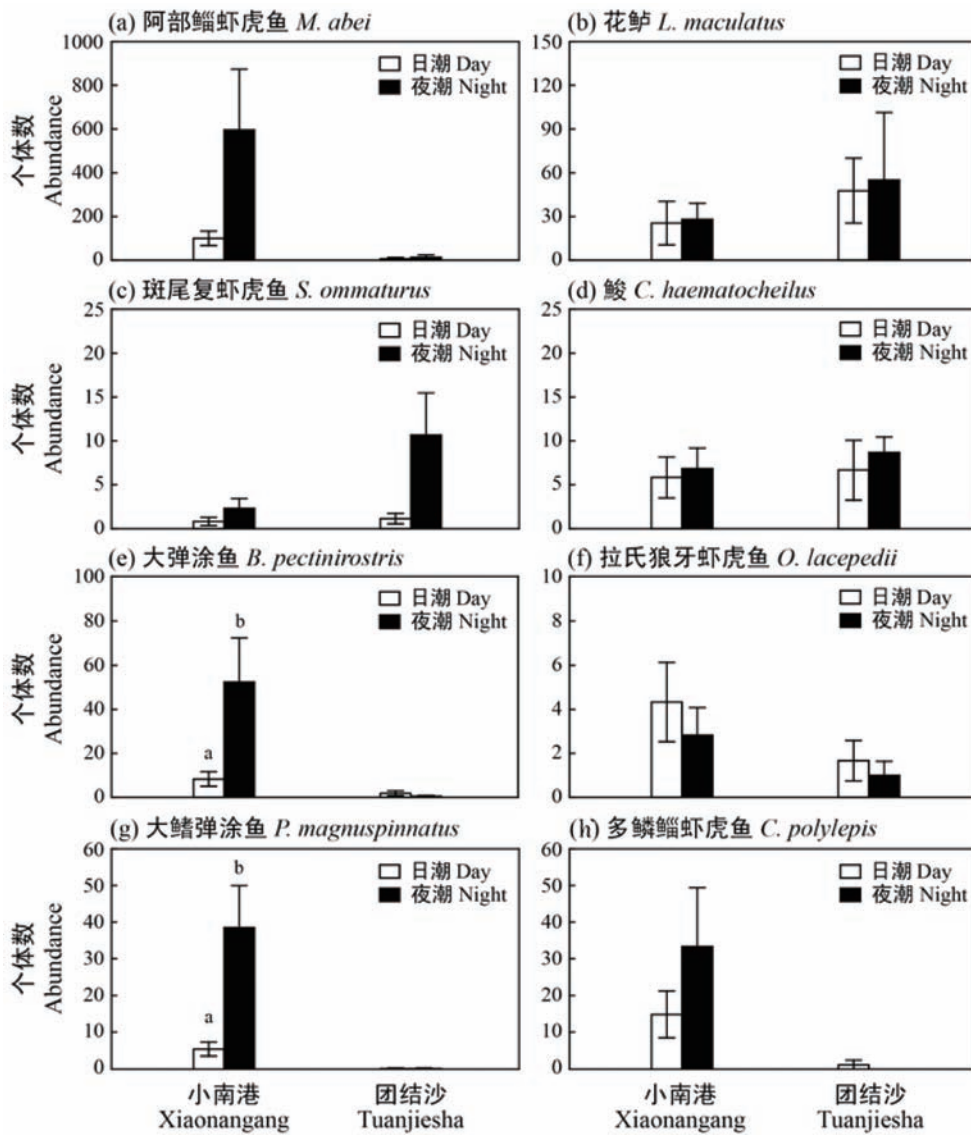 (a) 阿部鲻虾虎鱼 M. abei
1000
800
600
400
200
0
个体数
Abundance
日潮 Day
夜潮 Night
(b) 花鲈 L. maculatus
150
120
90
60
30
0
日潮 Day
夜潮 Night
(c) 斑尾复虾虎鱼 S. ommaturus
25
20
15
10
5
0
个体数
Abundance
日潮 Day
夜潮 Night
(d) 鮻 C. haematocheilus
25
20
15
10
5
0
日潮 Day
夜潮 Night
(e) 大弹涂鱼 B. pectinirostris
100
80
60
40
20
0
个体数
Abundance
日潮 Day
夜潮 Night
a
b
(f) 拉氏狼牙虾虎鱼 O. lacepedii
10
8
6
4
2
0
日潮 Day
夜潮 Night
(g) 大鳍弹涂鱼 P. magnuspinnatus
60
50
40
30
20
10
0
个体数
Abundance
日潮 Day
夜潮 Night
a
b
小南港
Xiaonangang
团结沙
Tuanjiesha
(h) 多鳞鲻虾虎鱼 C. polylepis
60
50
40
30
20
10
0
日潮 Day
夜潮 Night
小南港
Xiaonangang
团结沙
Tuanjiesha